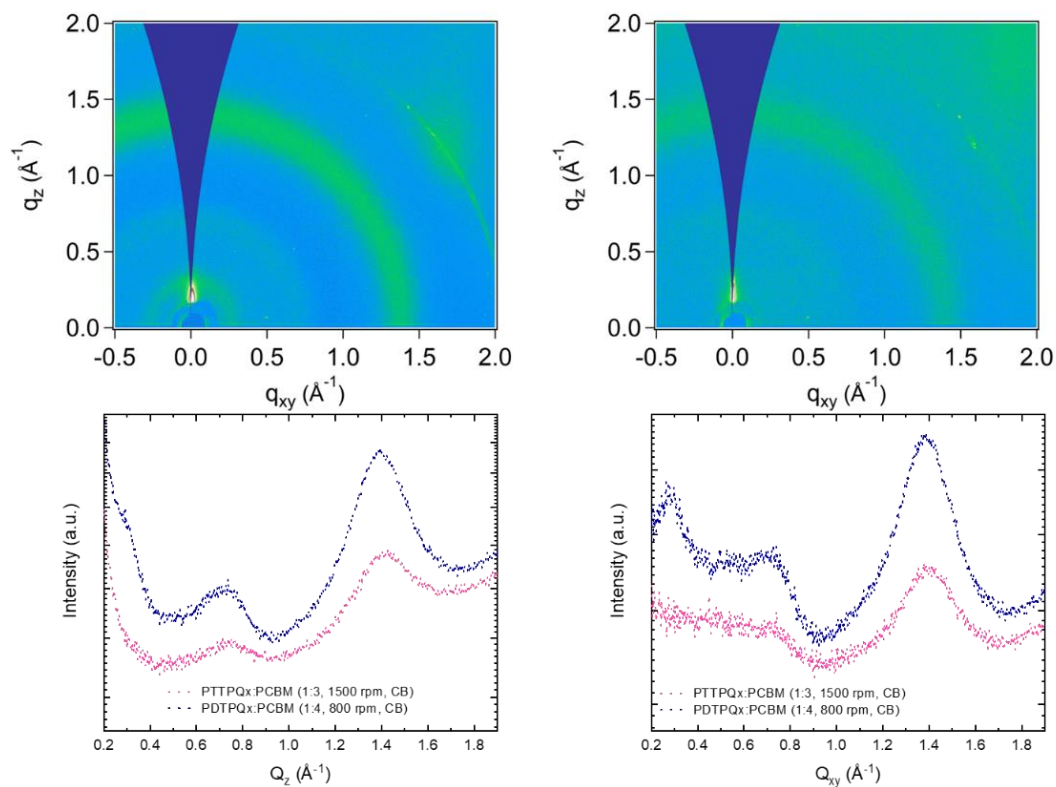 2.0
1.5
1.0
0.5
0.0
q_z (Å⁻¹)
-0.5 0.0 0.5 1.0 1.5 2.0
q_xy (Å⁻¹)
2.0
1.5
1.0
0.5
0.0
q_z (Å⁻¹)
-0.5 0.0 0.5 1.0 1.5 2.0
q_xy (Å⁻¹)
Intensity (a.u.)
PTTPQx:PCBM (1:3, 1500 rpm, CB)
PDTPQx:PCBM (1:4, 800 rpm, CB)
0.2 0.4 0.6 0.8 1.0 1.2 1.4 1.6 1.8
Q_z (Å⁻¹)
Intensity (a.u.)
PTTPQx:PCBM (1:3, 1500 rpm, CB)
PDTPQx:PCBM (1:4, 800 rpm, CB)
0.2 0.4 0.6 0.8 1.0 1.2 1.4 1.6 1.8
Q_xy (Å⁻¹)